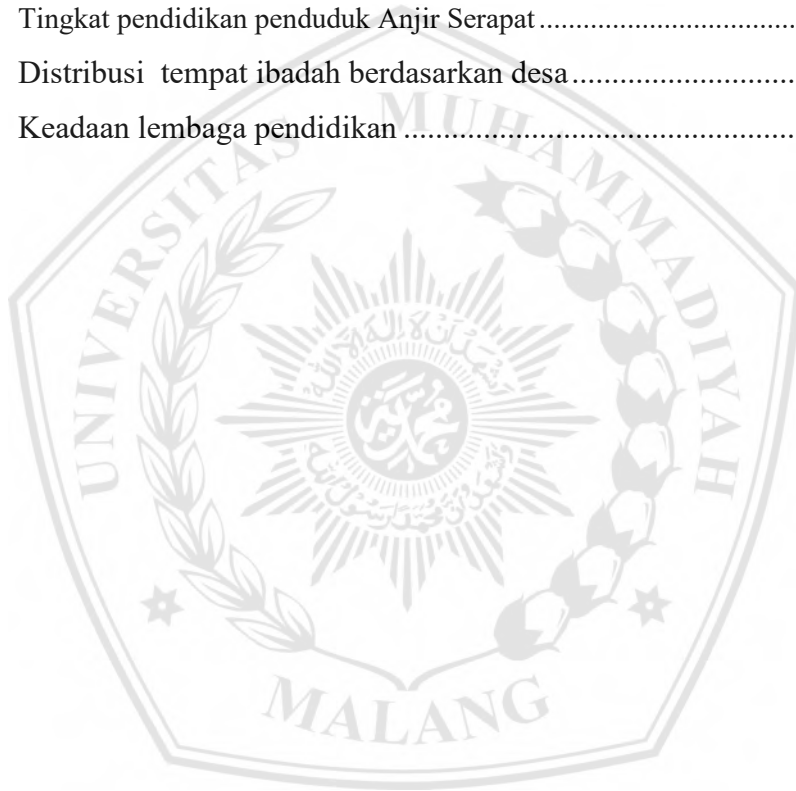 Tingkat pendidikan penduduk Anjir Serapat ..................................
Distribusi  tempat ibadah berdasarkan desa ............................
Keadaan lembaga pendidikan .................................................
UNIVERSITAS MUHAMMADIYAH
MALANG